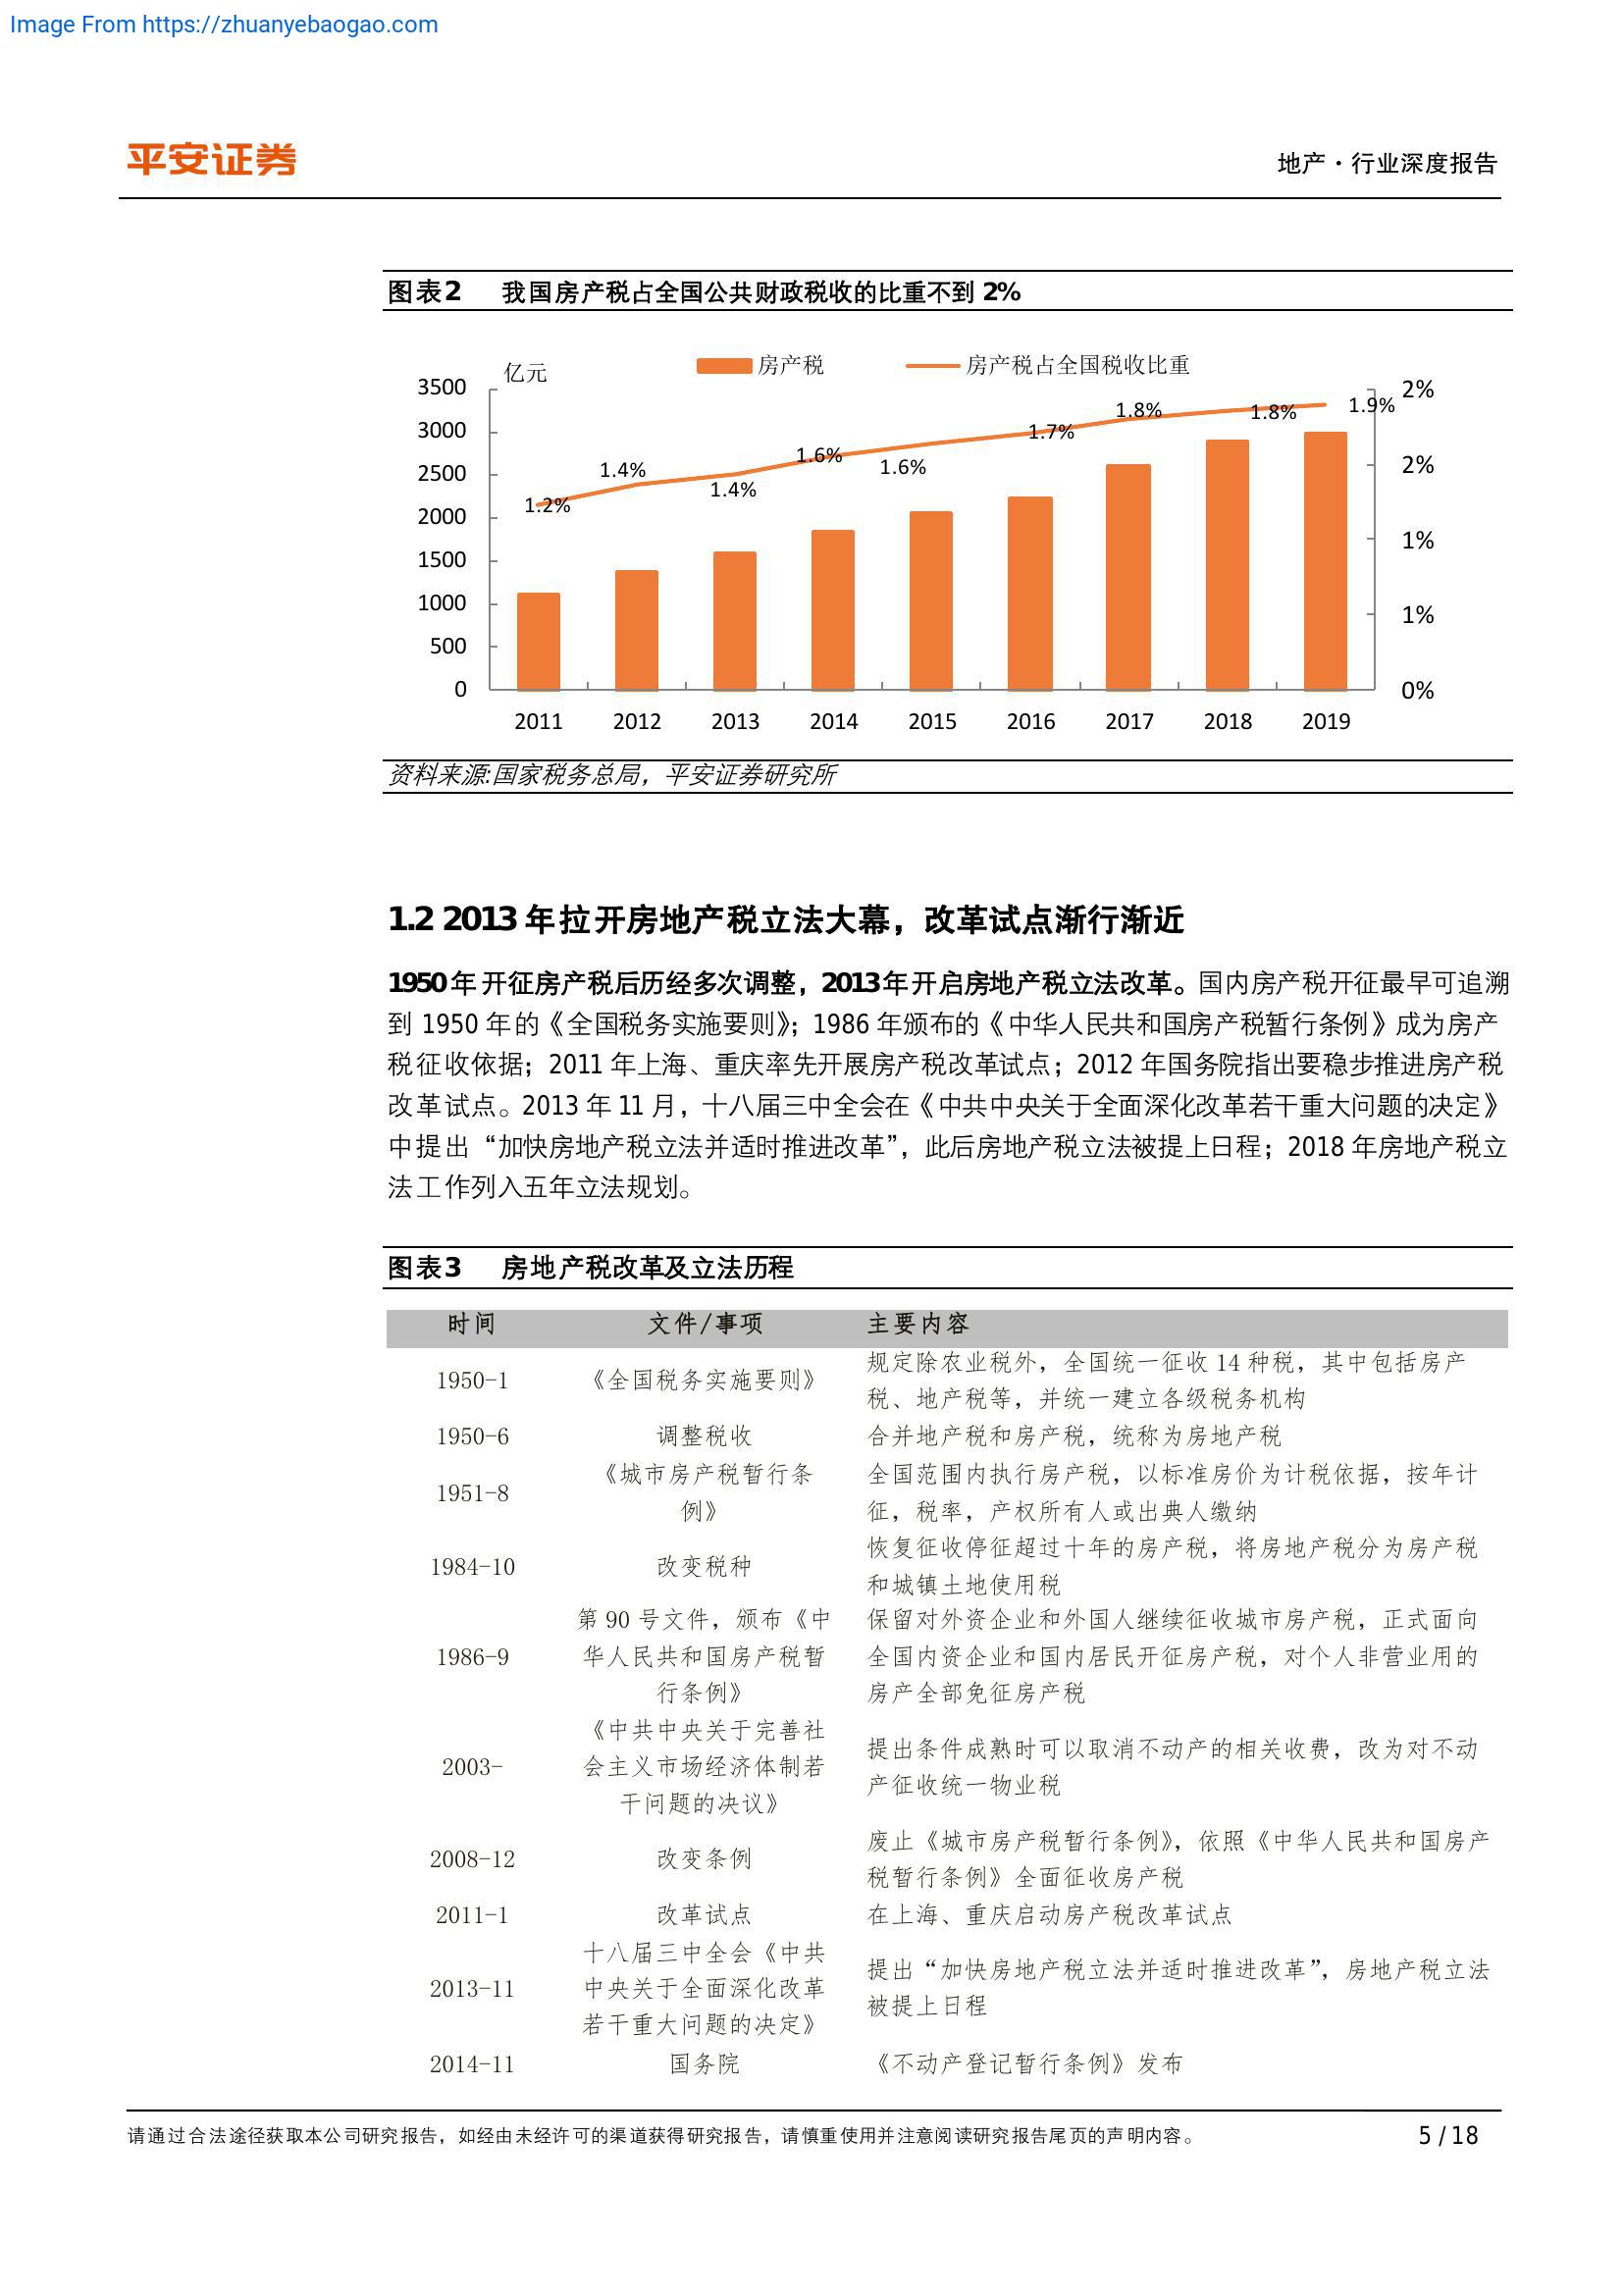 Image From https://zhuanyebaogao.com
平安证券
地产·行业深度报告
图表2 我国房产税占全国公共财政税收的比重不到 2%
亿元 房产税 房产税占全国税收比重
3500
3000
2500
2000
1500
1000
500
0
1.2%
1.4%
1.4%
1.6%
1.6%
1.7%
1.8%
1.8%
1.9%
2%
2%
1%
1%
0%
2011 2012 2013 2014 2015 2016 2017 2018 2019
资料来源:国家税务总局，平安证券研究所
1.2 2013 年拉开房地产税立法大幕，改革试点渐行渐近
1950 年开征房产税后历经多次调整，2013年开启房地产税立法改革。国内房产税开征最早可追溯
到 1950 年的《全国税务实施要则》；1986 年颁布的《中华人民共和国房产税暂行条例》成为房产
税征收依据；2011 年上海、重庆率先开展房产税改革试点；2012 年国务院指出要稳步推进房产税
改革试点。2013 年 11 月，十八届三中全会在《中共中央关于全面深化改革若干重大问题的决定》
中提出“加快房地产税立法并适时推进改革”，此后房地产税立法被提上日程；2018 年房地产税立
法工作列入五年立法规划。
图表3 房地产税改革及立法历程
时间 文件/事项 主要内容
1950-1 《全国税务实施要则》
规定除农业税外，全国统一征收 14 种税，其中包括房产
税、地产税等，并统一建立各级税务机构
1950-6 调整税收 合并地产税和房产税，统称为房地产税
1951-8
《城市房产税暂行条
例》
全国范围内执行房产税，以标准房价为计税依据，按年计
征，税率，产权所有人或出典人缴纳
1984-10 改变税种
恢复征收停征超过十年的房产税，将房地产税分为房产税
和城镇土地使用税
1986-9
第 90 号文件，颁布《中
华人民共和国房产税暂
行条例》
保留对外资企业和外国人继续征收城市房产税，正式面向
全国内资企业和国内居民开征房产税，对个人非营业用的
房产全部免征房产税
2003-
《中共中央关于完善社
会主义市场经济体制若
干问题的决议》
提出条件成熟时可以取消不动产的相关收费，改为对不动
产征收统一物业税
2008-12 改变条例
废止《城市房产税暂行条例》，依照《中华人民共和国房产
税暂行条例》全面征收房产税
2011-1 改革试点 在上海、重庆启动房产税改革试点
2013-11
十八届三中全会《中共
中央关于全面深化改革
若干重大问题的决定》
提出“加快房地产税立法并适时推进改革”，房地产税立法
被提上日程
2014-11 国务院 《不动产登记暂行条例》发布
请通过合法途径获取本公司研究报告，如经由未经许可的渠道获得研究报告，请慎重使用并注意阅读研究报告尾页的声明内容。
5 / 18